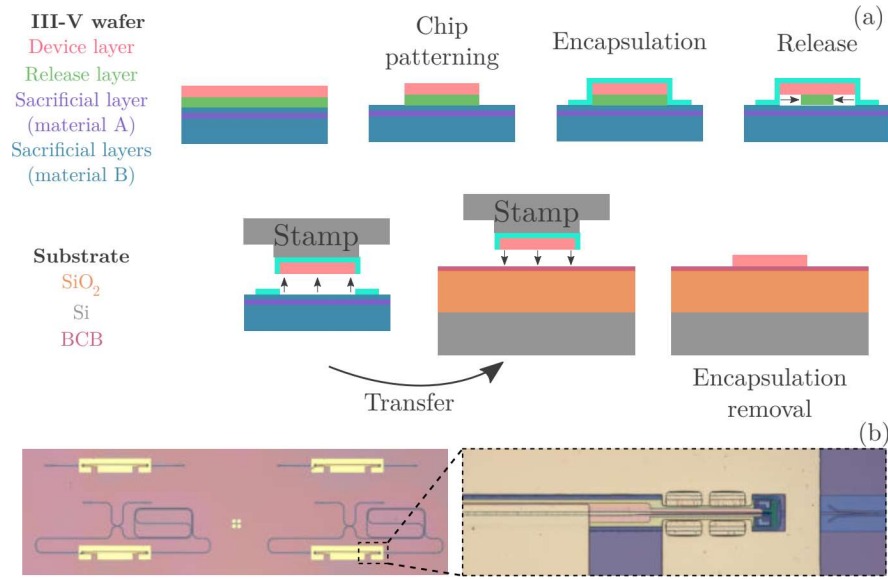 (a)
III-V wafer
Device layer
Release layer
Sacrificial layer
(material A)
Sacrificial layers
(material B)
Chip
patterning
Encapsulation
Release
Substrate
SiO₂
Si
BCB
Stamp
Stamp
Transfer
Encapsulation
removal
(b)